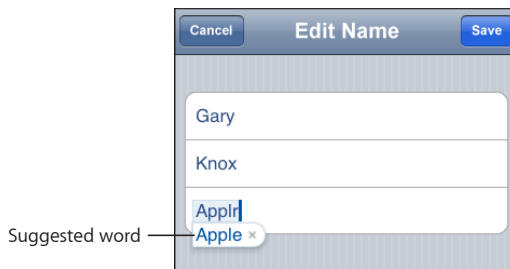 Cancel Edit Name Save
Gary
Knox
Applr
Suggested word Apple ×